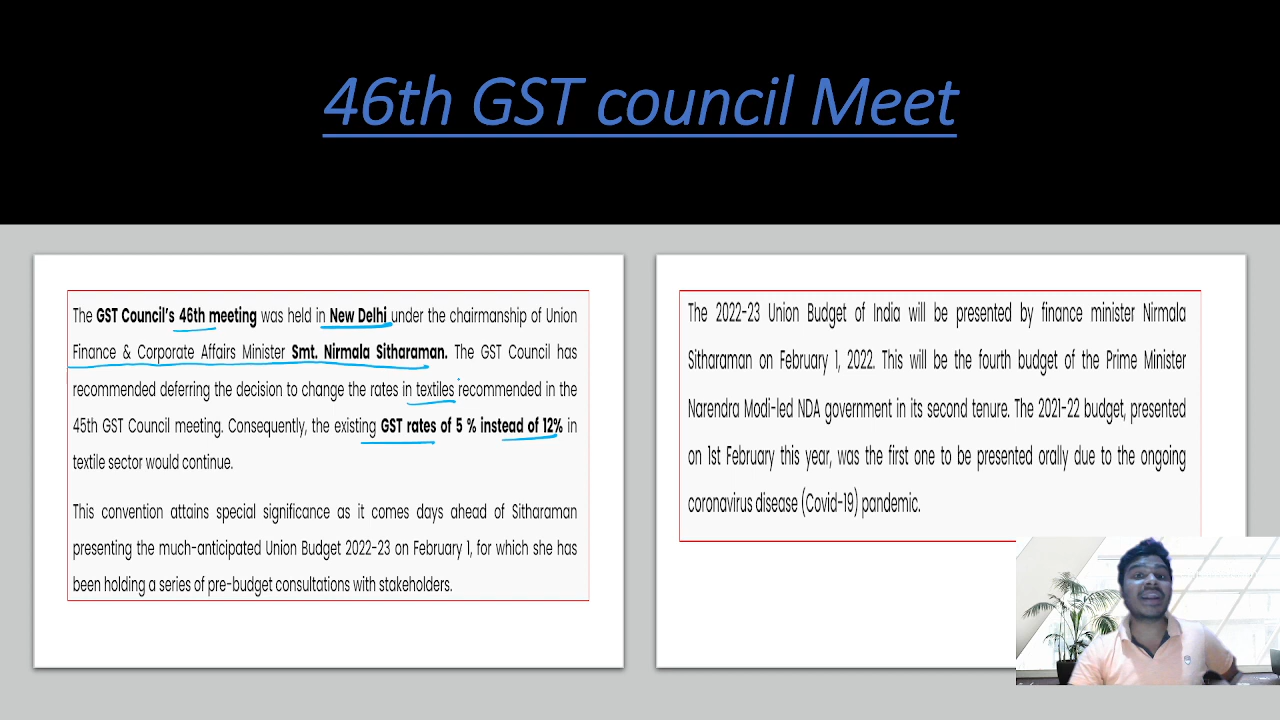 46th GST council Meet
The GST Council's 46th meeting was held in New Delhi under the chairmanship of Union
Finance & Corporate Affairs Minister Smt. Nirmala Sitharaman. The GST Council has
recommended deferring the decision to change the rates in textiles recommended in the
45th GST Council meeting. Consequently, the existing GST rates of 5 % instead of 12% in
textile sector would continue.
This convention attains special significance as it comes days ahead of Sitharaman
presenting the much-anticipated Union Budget 2022-23 on February 1, for which she has
been holding a series of pre-budget consultations with stakeholders.
The 2022-23 Union Budget of India will be presented by finance minister Nirmala
Sitharaman on February 1, 2022. This will be the fourth budget of the Prime Minister
Narendra Modi-led NDA government in its second tenure. The 2021-22 budget, presented
on 1st February this year, was the first one to be presented orally due to the ongoing
coronavirus disease (Covid-19) pandemic.